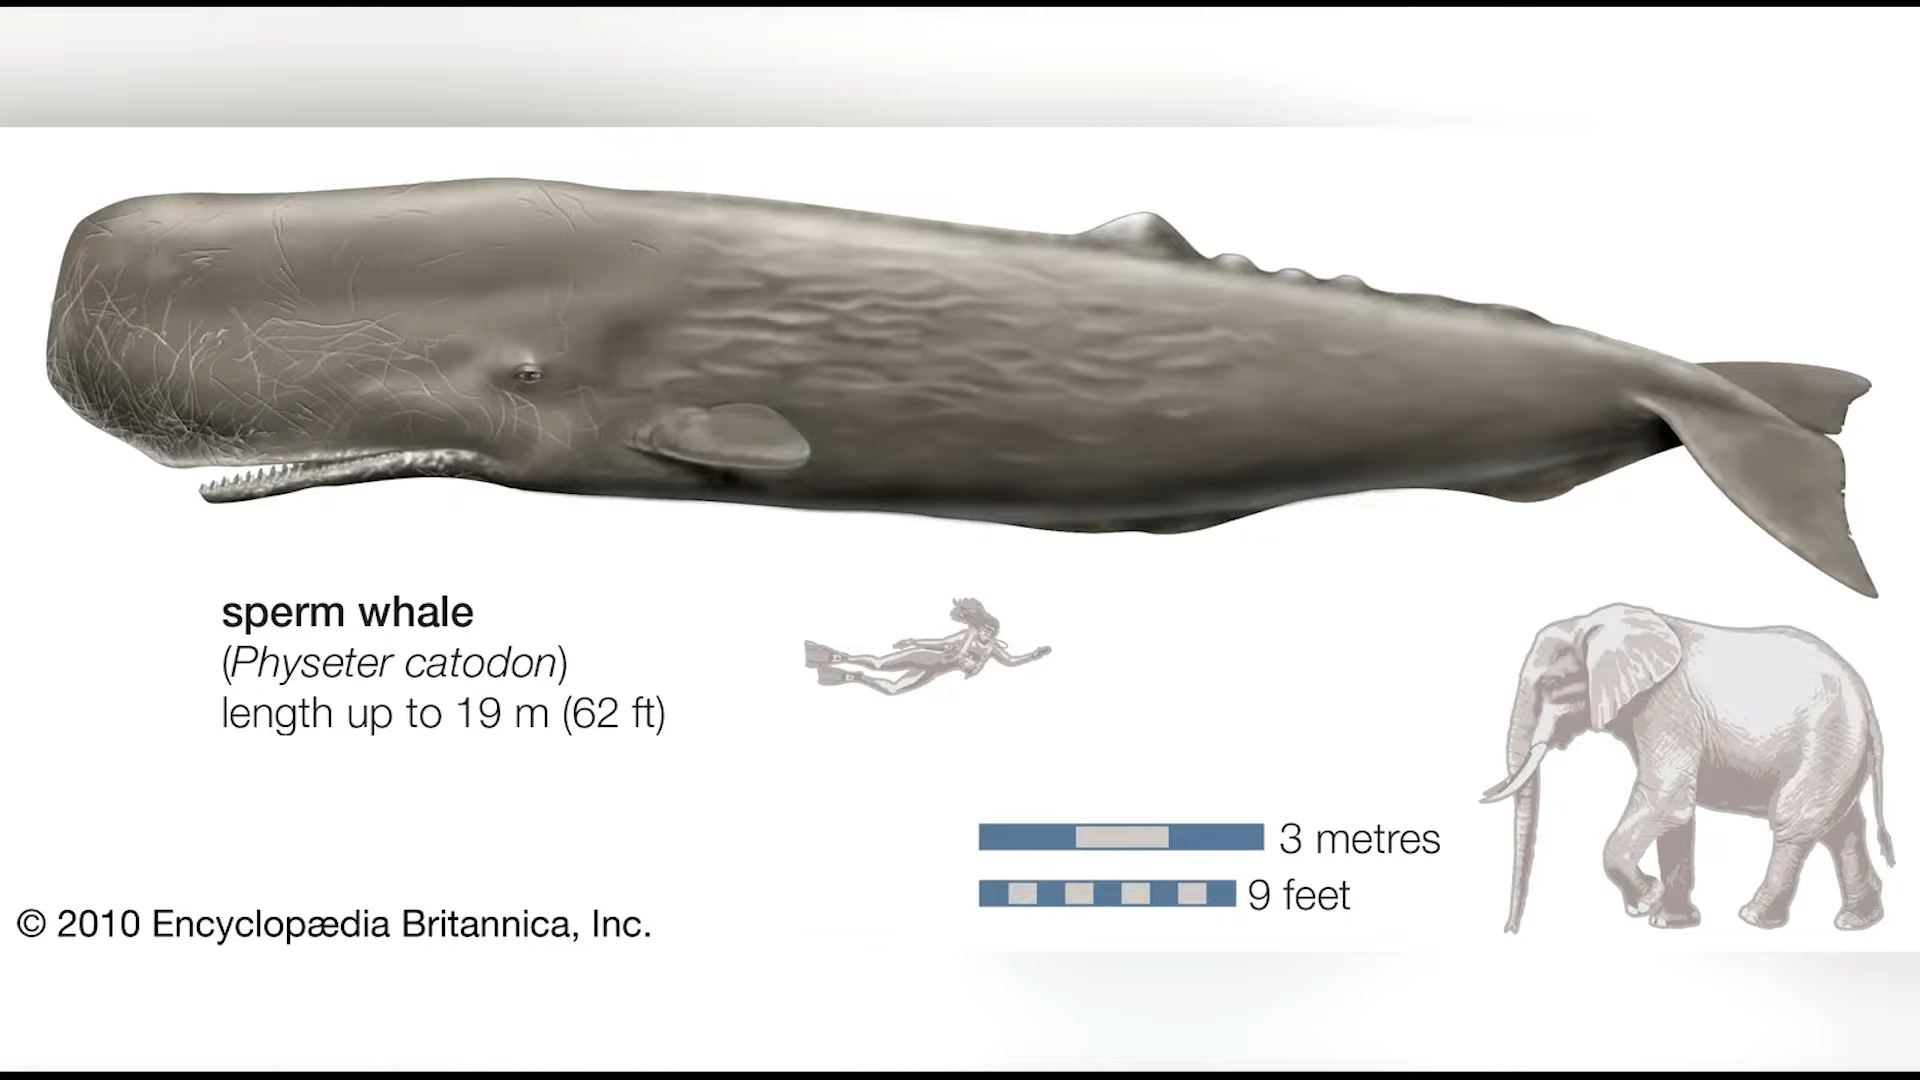 sperm whale
(Physeter catodon)
length up to 19 m (62 ft)
3 metres
9 feet
© 2010 Encyclopædia Britannica, Inc.